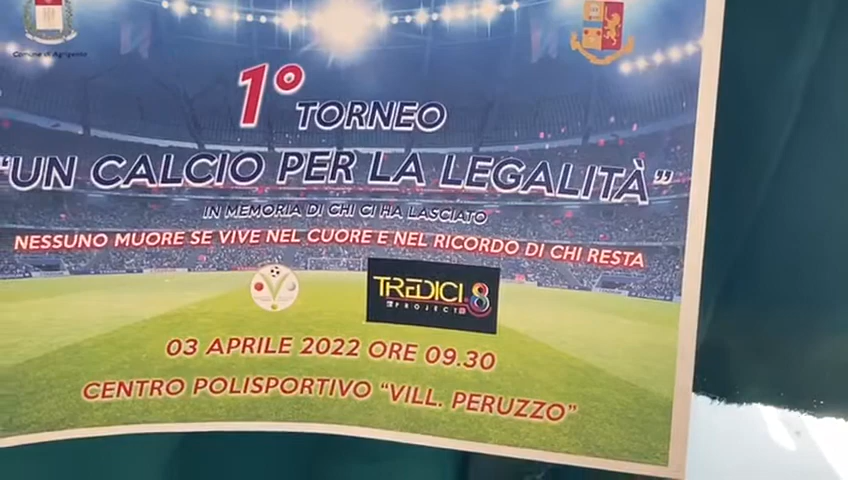 Comune di Agrigento
1° TORNEO
"UN CALCIO PER LA LEGALITÀ"
IN MEMORIA DI CHI CI HA LASCIATO
NESSUNO MUORE SE VIVE NEL CUORE E NEL RICORDO DI CHI RESTA
TREDICI 8
PROJECT
03 APRILE 2022 ORE 09.30
CENTRO POLISPORTIVO "VILL. PERUZZO"